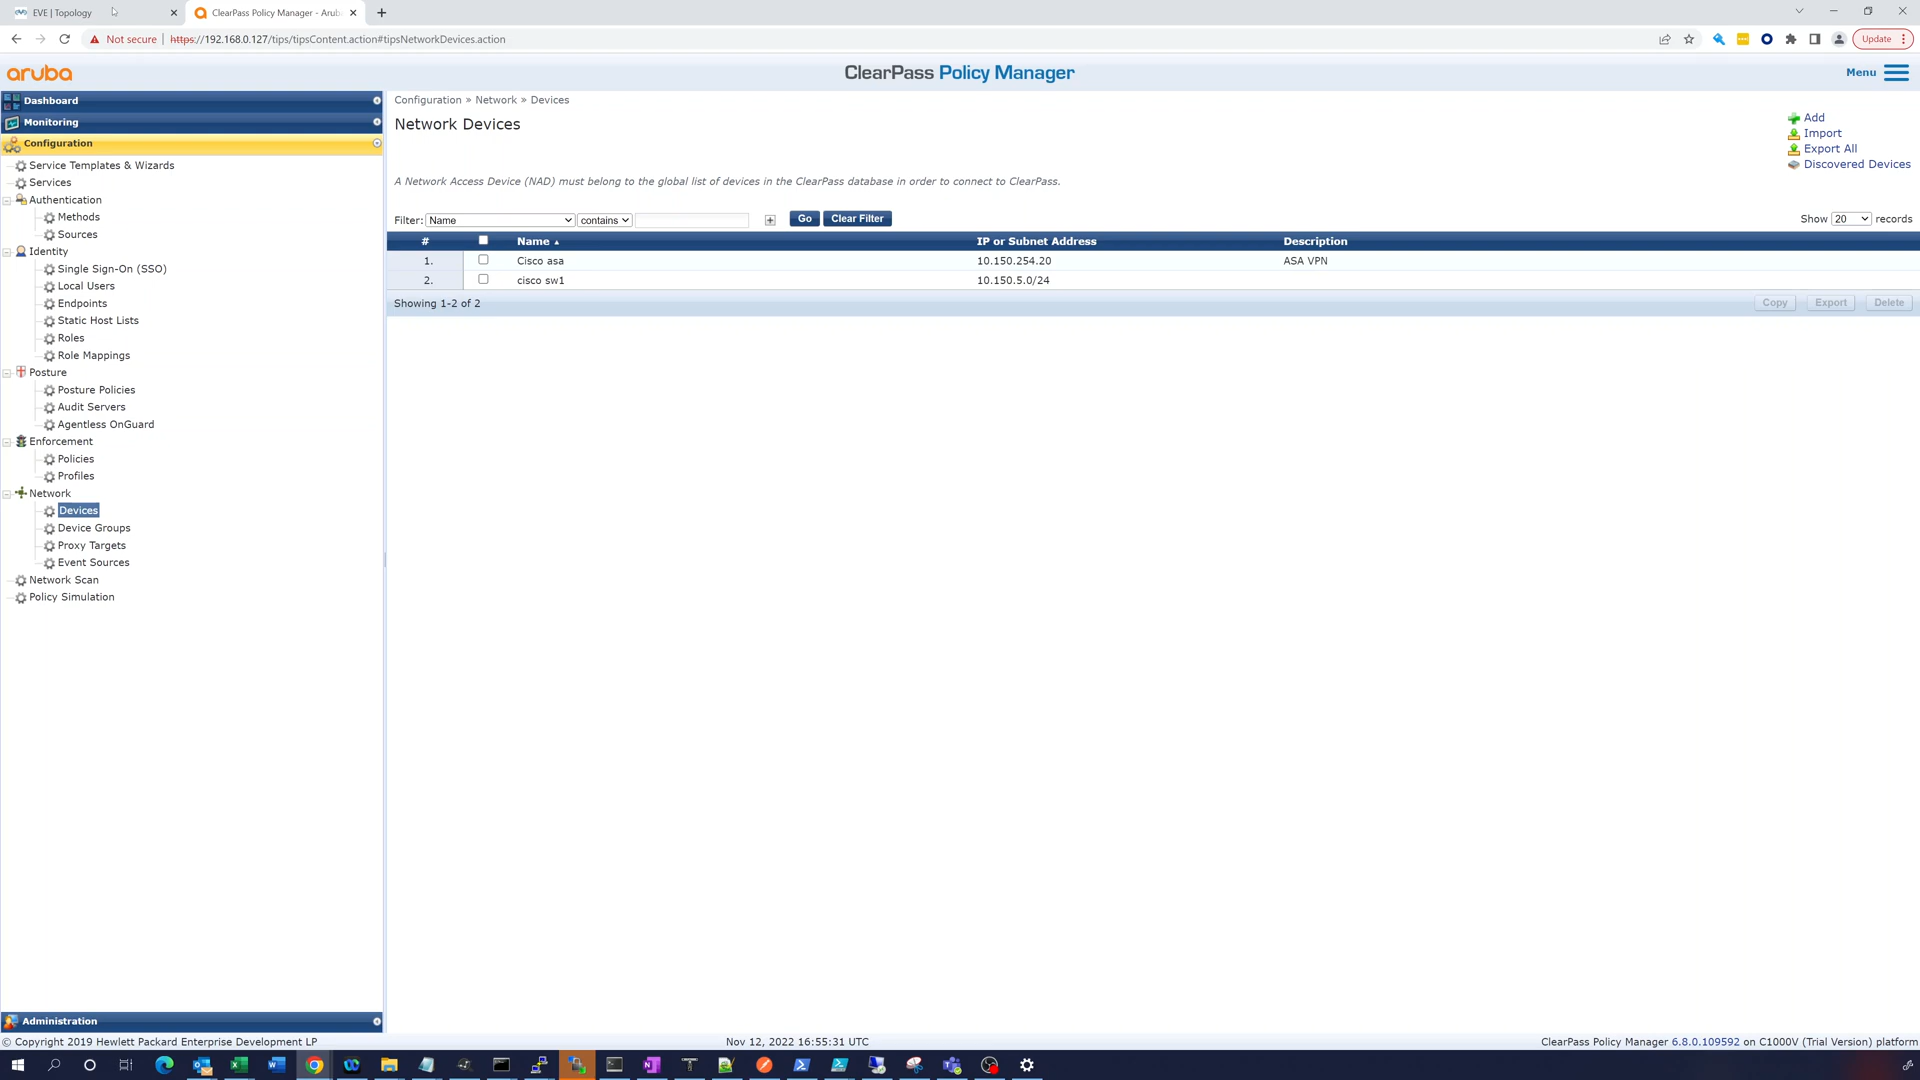 EVE | Topology
ClearPass Policy Manager - Arub
Not secure | https://192.168.0.127/tips/tipsContent.action#tipsNetworkDevices.action
Update
aruba
ClearPass Policy Manager
Menu
Dashboard
Monitoring
Configuration
Service Templates & Wizards
Services
Authentication
Methods
Sources
Identity
Single Sign-On (SSO)
Local Users
Endpoints
Static Host Lists
Roles
Role Mappings
Posture
Posture Policies
Audit Servers
Agentless OnGuard
Enforcement
Policies
Profiles
Network
Devices
Device Groups
Proxy Targets
Event Sources
Network Scan
Policy Simulation
Administration
Configuration » Network » Devices
Network Devices
Add
Import
Export All
Discovered Devices
A Network Access Device (NAD) must belong to the global list of devices in the ClearPass database in order to connect to ClearPass.
Filter: Name contains Go Clear Filter Show 20 records
# Name IP or Subnet Address Description
1. Cisco asa 10.150.254.20 ASA VPN
2. cisco sw1 10.150.5.0/24
Showing 1-2 of 2 Copy Export Delete
© Copyright 2019 Hewlett Packard Enterprise Development LP Nov 12, 2022 16:55:31 UTC ClearPass Policy Manager 6.8.0.109592 on C1000V (Trial Version) platform